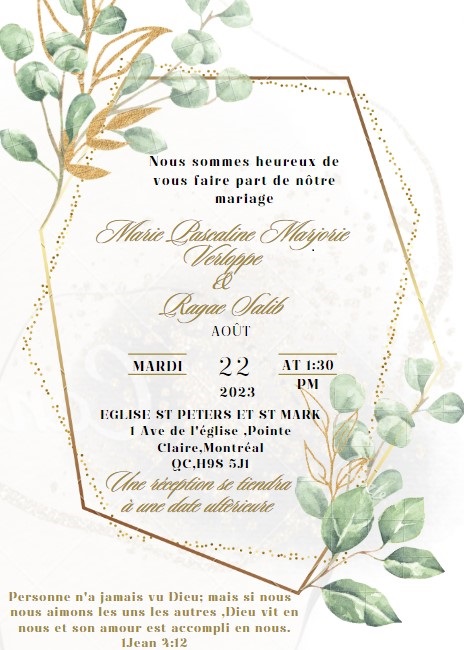 Nous sommes heureux de
vous faire part de nôtre
mariage
Marie Pascaline Marjorie
Verloppe
&
Ragae Salib
AOÛT
MARDI 22 AT 1:30
PM
2023
EGLISE ST PETERS ET ST MARK
1 Ave de l'église ,Pointe
Claire,Montréal
QC,H9S 5J1
Une réception se tiendra
à une date ultérieure
Personne n'a jamais vu Dieu; mais si nous
nous aimons les uns les autres ,Dieu vit en
nous et son amour est accompli en nous.
1Jean 4:12